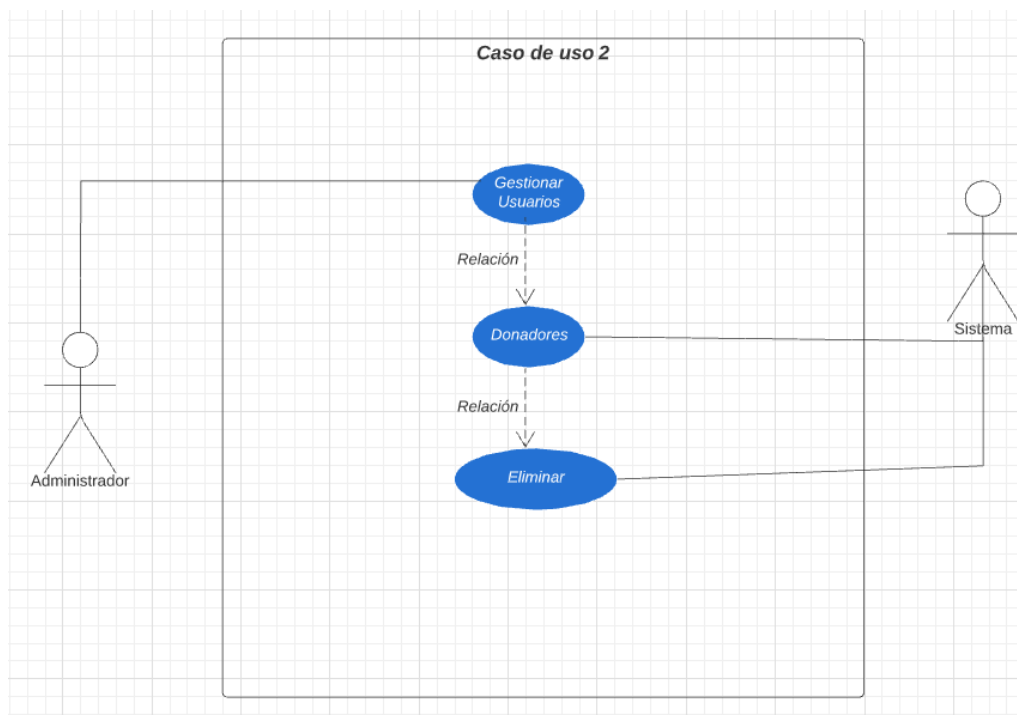 Caso de uso 2
Gestionar
Usuarios
Relación
Donadores
Sistema
Relación
Eliminar
Administrador